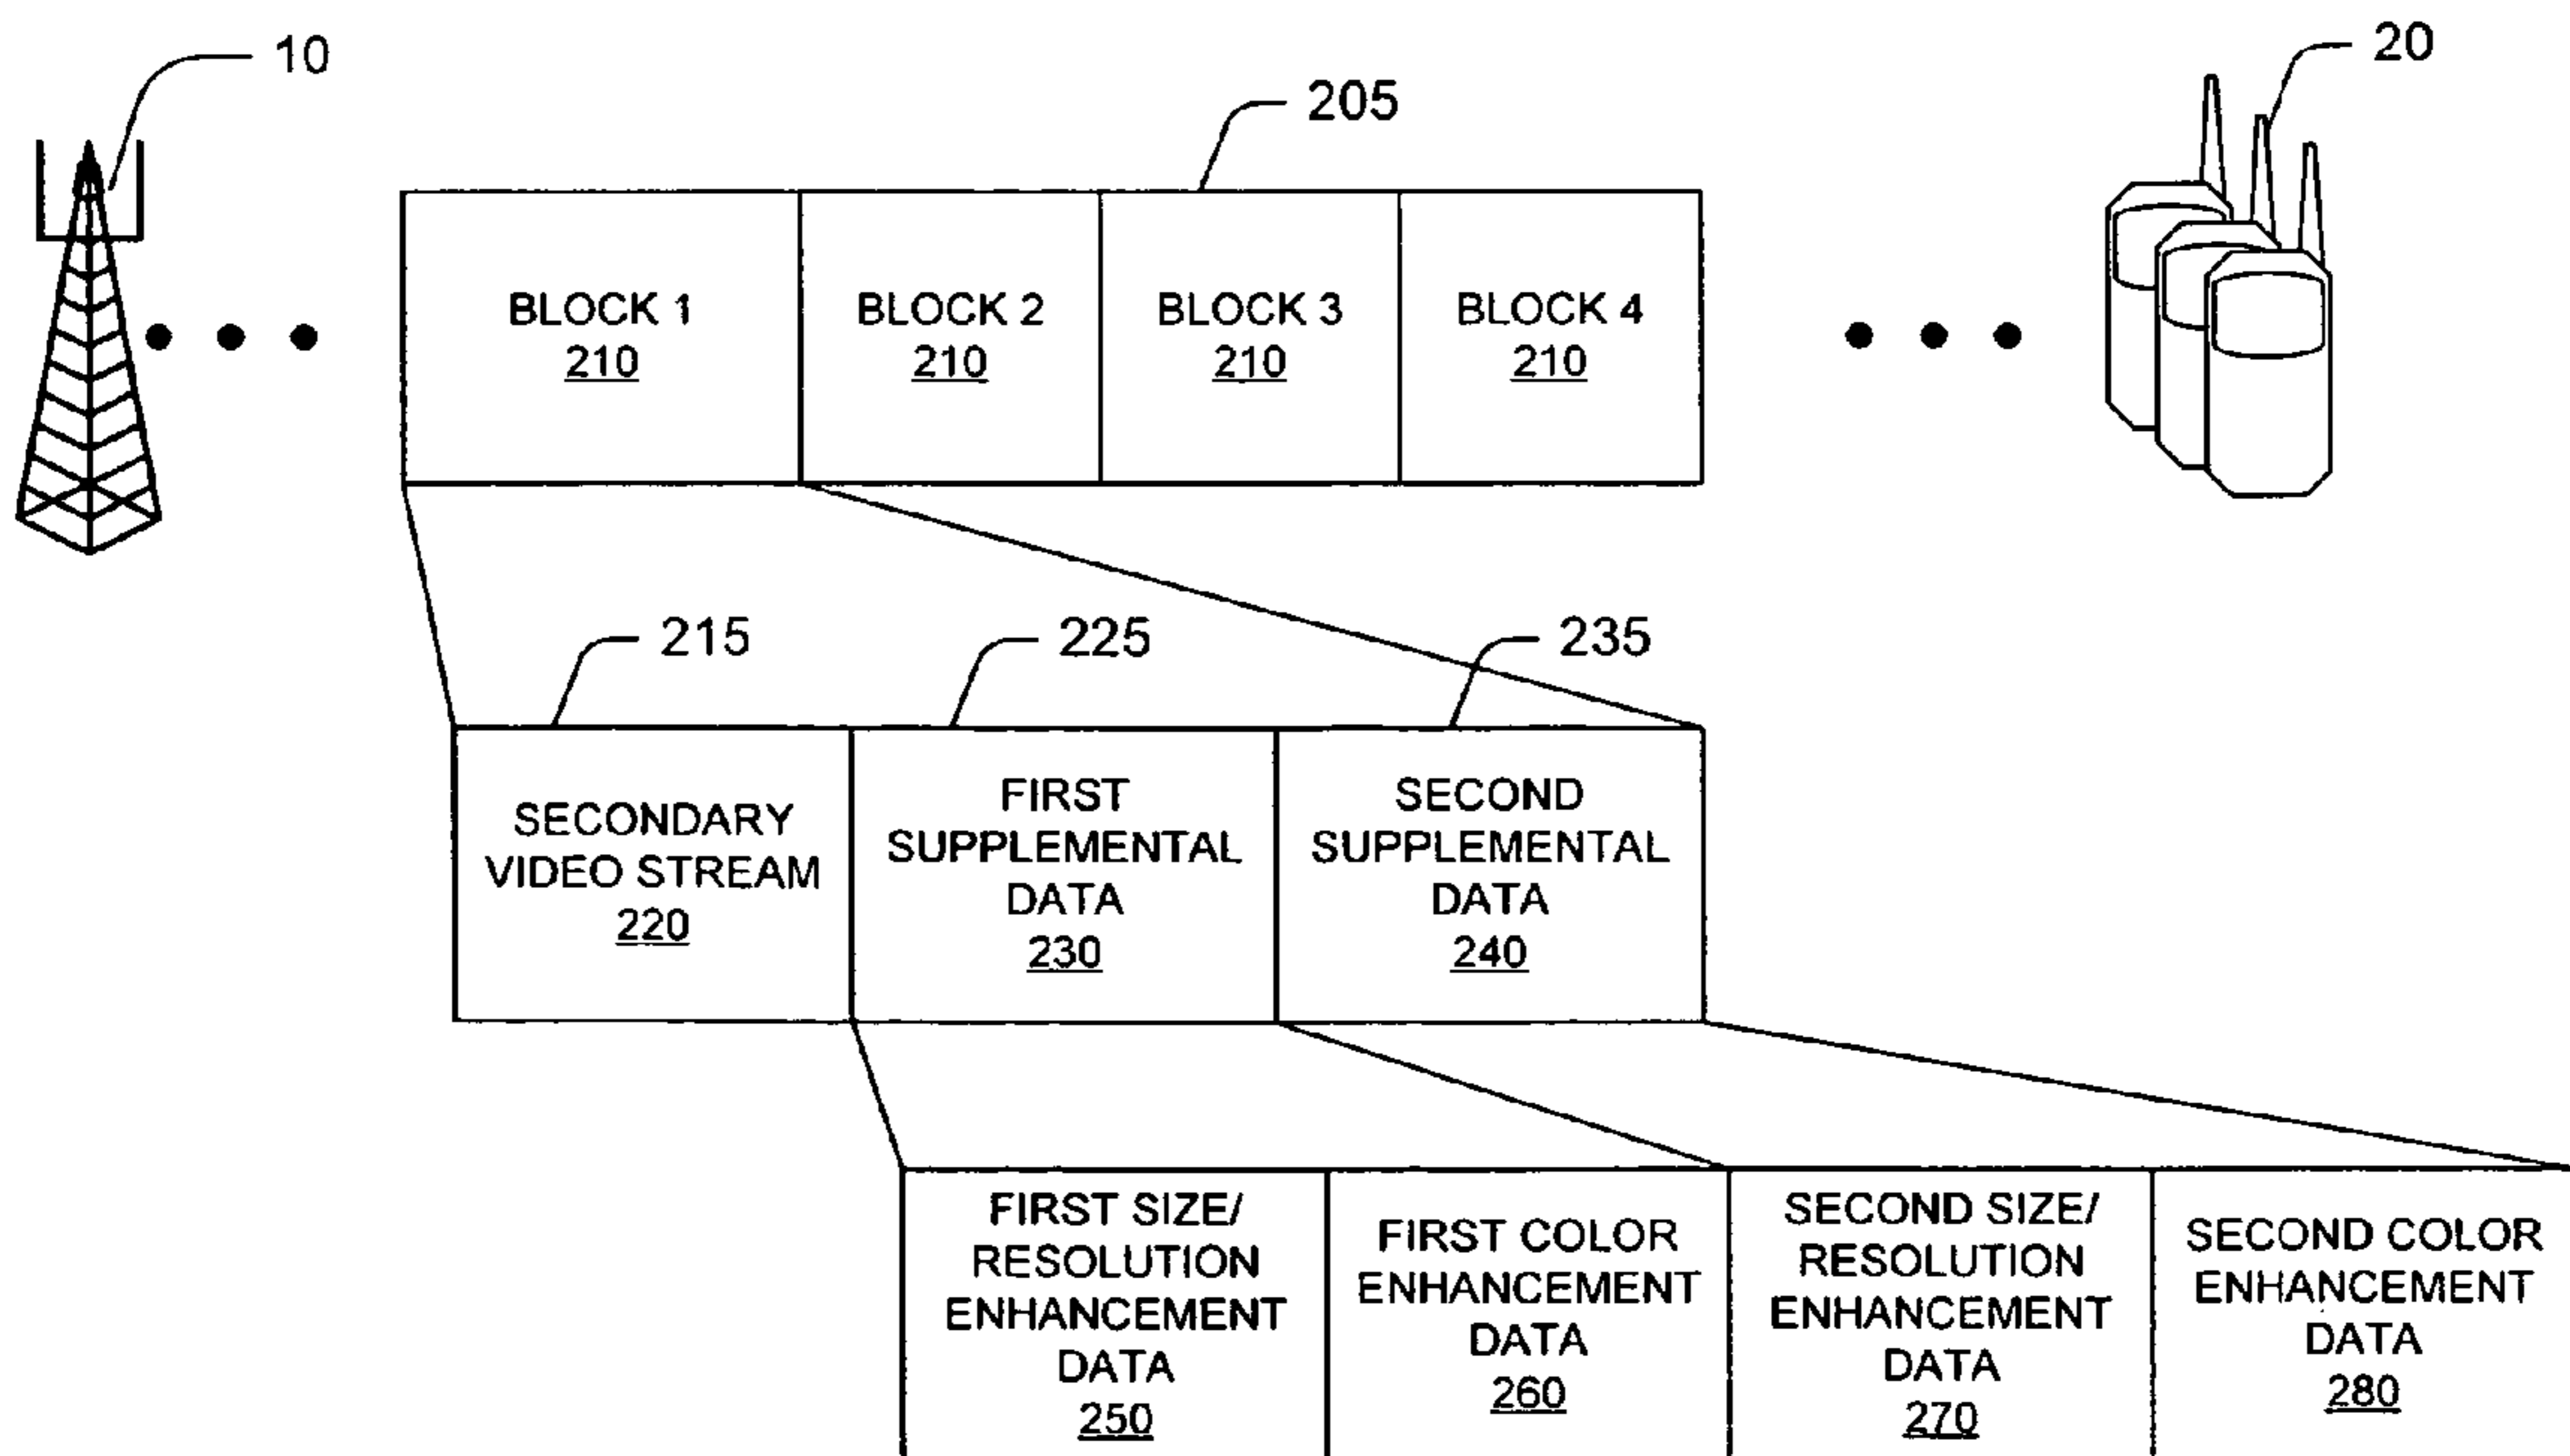 10
205
20
BLOCK 1
210
BLOCK 2
210
BLOCK 3
210
BLOCK 4
210
215
225
235
SECONDARY
VIDEO STREAM
220
FIRST
SUPPLEMENTAL
DATA
230
SECOND
SUPPLEMENTAL
DATA
240
FIRST SIZE/
RESOLUTION
ENHANCEMENT
DATA
250
FIRST COLOR
ENHANCEMENT
DATA
260
SECOND SIZE/
RESOLUTION
ENHANCEMENT
DATA
270
SECOND COLOR
ENHANCEMENT
DATA
280